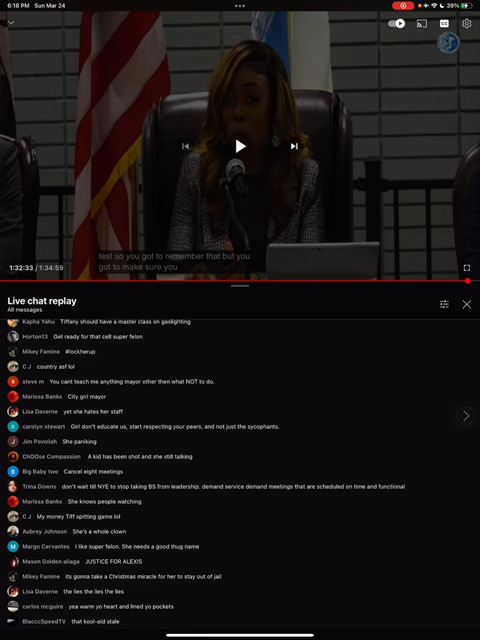 6:18 PM Sun Mar 24
39%
CC
test so you got to remember that but you
got to make sure you
1:32:33 / 1:34:59
Live chat replay
All messages
Kapha Yahu Tiffany should have a master class on gaslighting
Horton13 Get ready for that cell super felon
Mikey Famine #lockherup
C J country asf lol
steve m You cant teach me anything mayor other then what NOT to do.
Marissa Banks City girl mayor
Lisa Daverne yet she hates her staff
carolyn stewart Girl don't educate us, start respecting your peers, and not just the sycophants.
Jim Povolish She paniking
ChOOse Compassion A kid has been shot and she still talking
Big Baby two Cancel eight meetings
Trina Downs don't wait till NYE to stop taking BS from leadership. demand service demand meetings that are scheduled on time and functional
Marissa Banks She knows people watching
C J My money Tiff spitting game lol
Aubrey Johnson She's a whole clown
Margo Cervantes I like super felon. She needs a good thug name
Mason Golden aliaga JUSTICE FOR ALEXIS
Mikey Famine its gonna take a Christmas miracle for her to stay out of jail
Lisa Daverne the lies the lies the lies
carlos mcguire yea warm yo heart and lined yo pockets
BlacccSpeedTV that kool-aid stale